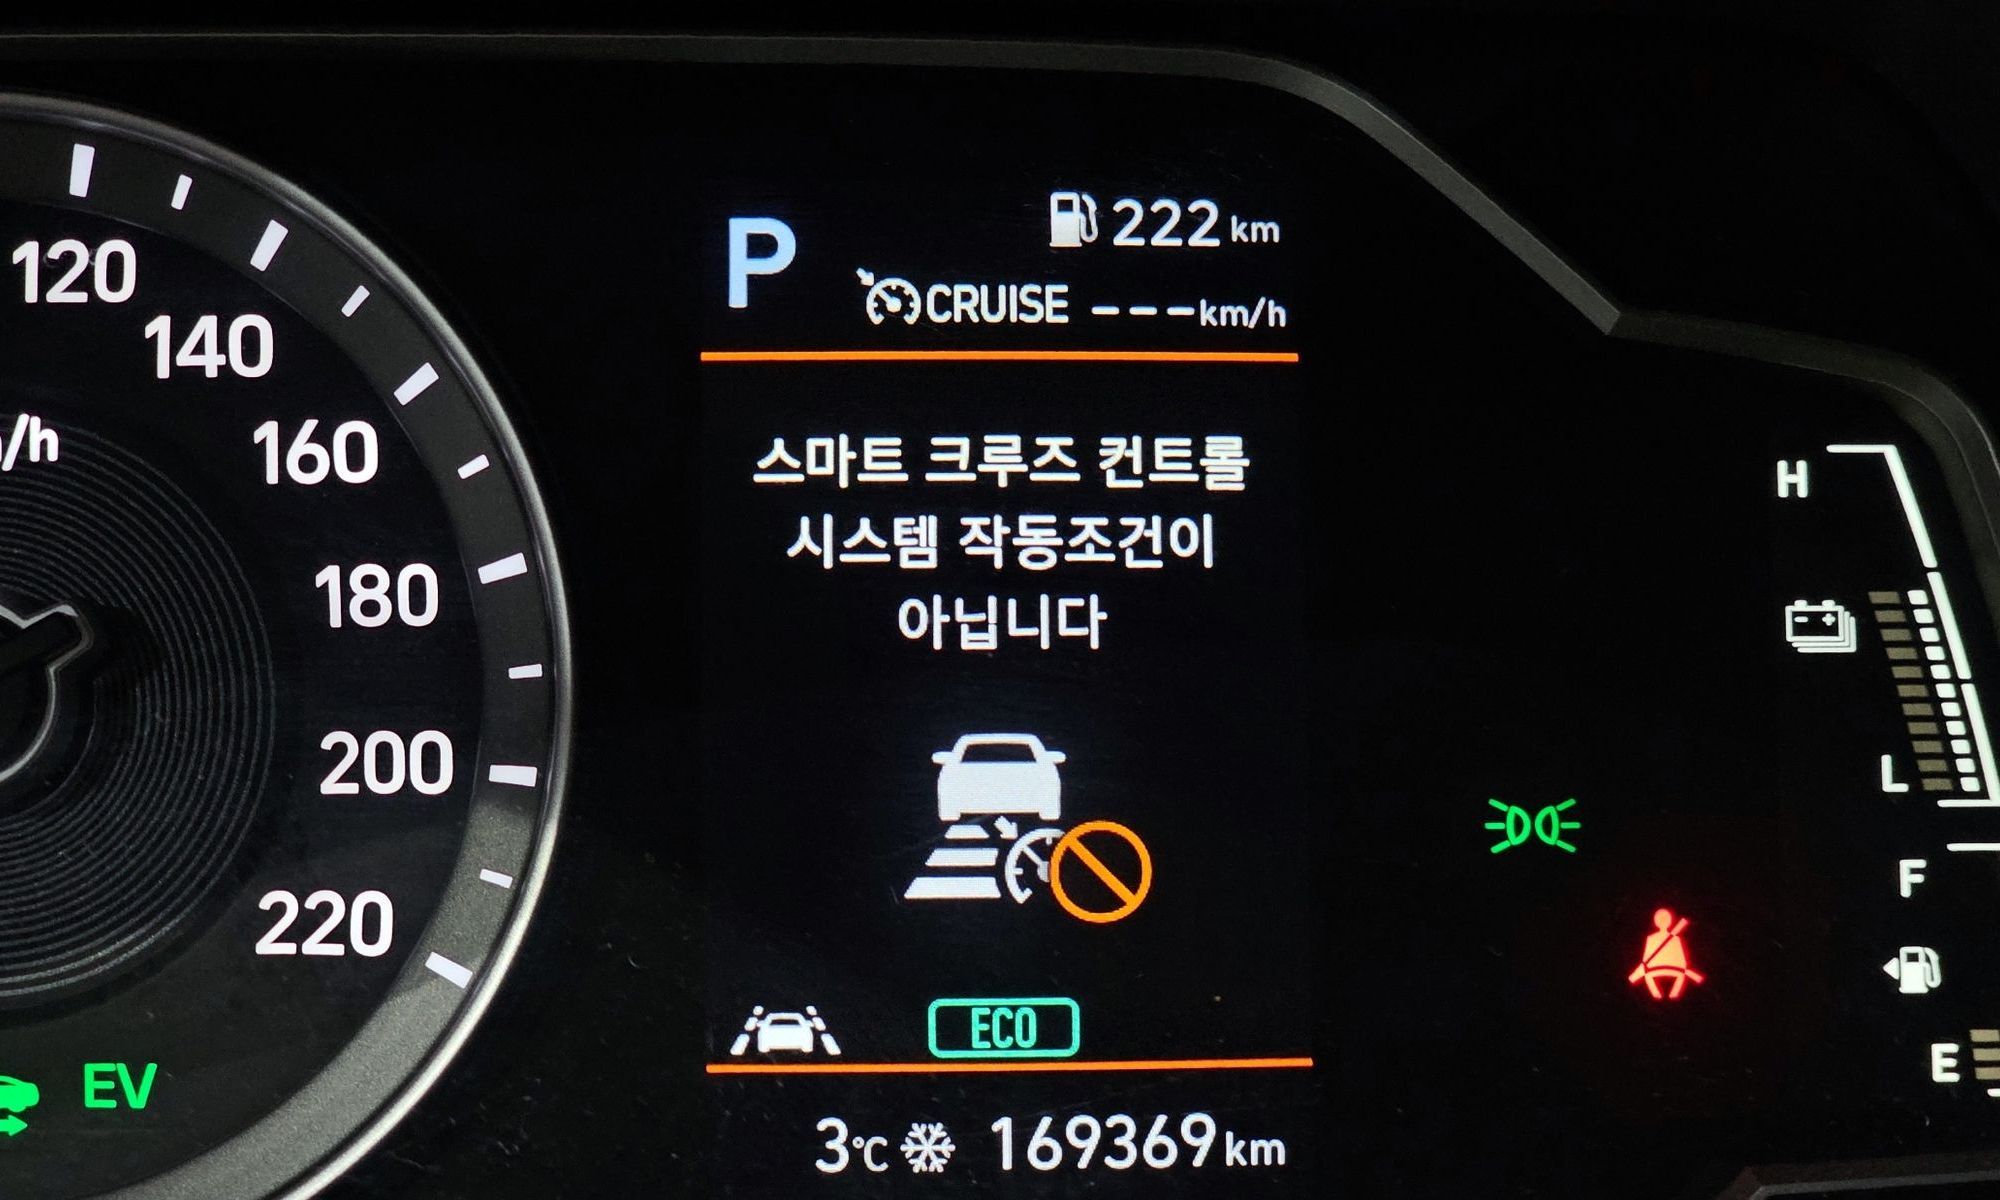 P
222 km
CRUISE ---km/h
스마트 크루즈 컨트롤
시스템 작동조건이
아닙니다
ECO
3℃ 169369 km
120
140
160
180
200
220
/h
EV
H
L
F
E